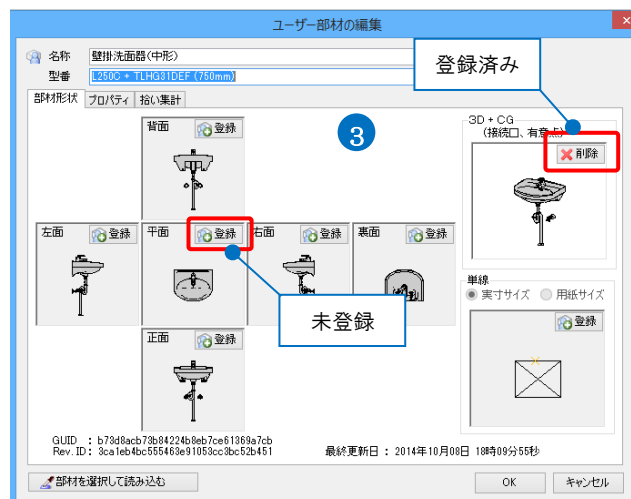 ユーザー部材の編集
名称 壁掛洗面器(中形)
型番 L250C + TLHG31DEF (750mm)
登録済み
部材形状 プロパティ 拾い集計
背面 登録
3
3D + CG
(接続口、有意点)
削除
左面 登録 平面 登録 右面 登録 裏面 登録
未登録
単線
実寸サイズ 用紙サイズ
登録
正面 登録
GUID : b73d8acb73b84224b8eb7ce61369a7cb
Rev.ID: 3ca1eb4bc555463e91053cc3bc52b451 最終更新日 : 2014年10月08日 18時09分55秒
部材を選択して読み込む OK キャンセル